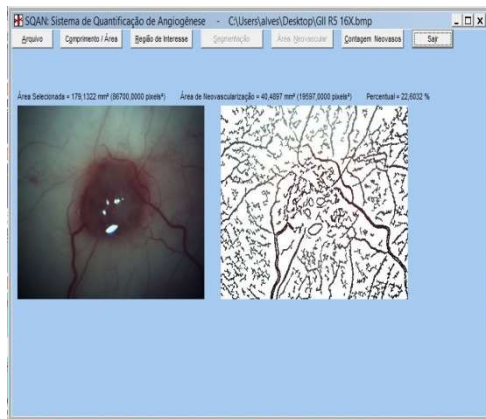 SQAN: Sistema de Quantificação de Angiogênese - C:\Users\alves\Desktop\GII R5 16X.bmp
Arquivo Comprimento / Área Região de Interesse Segmentação Área Neovascular Contagem Neovasos Sair
Área Selecionada = 179,1322 mm² (86700,0000 pixels²) Área de Neovascularização = 40,4897 mm² (19597,0000 pixels²) Percentual = 22,6032 %